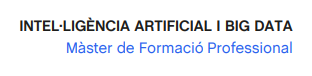 INTEL·LIGÈNCIA ARTIFICIAL I BIG DATA
Màster de Formació Professional